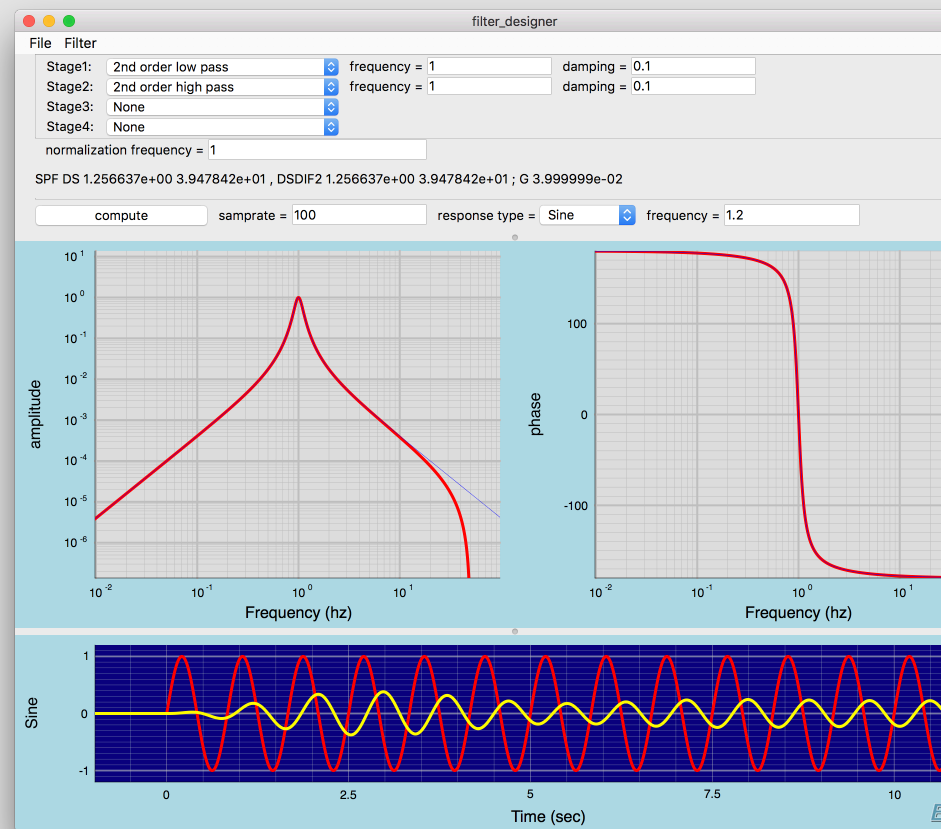 filter_designer
File Filter
Stage1: 2nd order low pass frequency = 1 damping = 0.1
Stage2: 2nd order high pass frequency = 1 damping = 0.1
Stage3: None
Stage4: None
normalization frequency = 1
SPF DS 1.256637e+00 3.947842e+01 , DSDIF2 1.256637e+00 3.947842e+01 ; G 3.999999e-02
compute samprate = 100 response type = Sine frequency = 1.2
amplitude
10^1
10^0
10^-1
10^-2
10^-3
10^-4
10^-5
10^-6
10^-2 10^-1 10^0 10^1
Frequency (hz)
phase
100
0
-100
10^-2 10^-1 10^0 10^1
Frequency (hz)
Sine
1
0
-1
0 2.5 5 7.5 10
Time (sec)